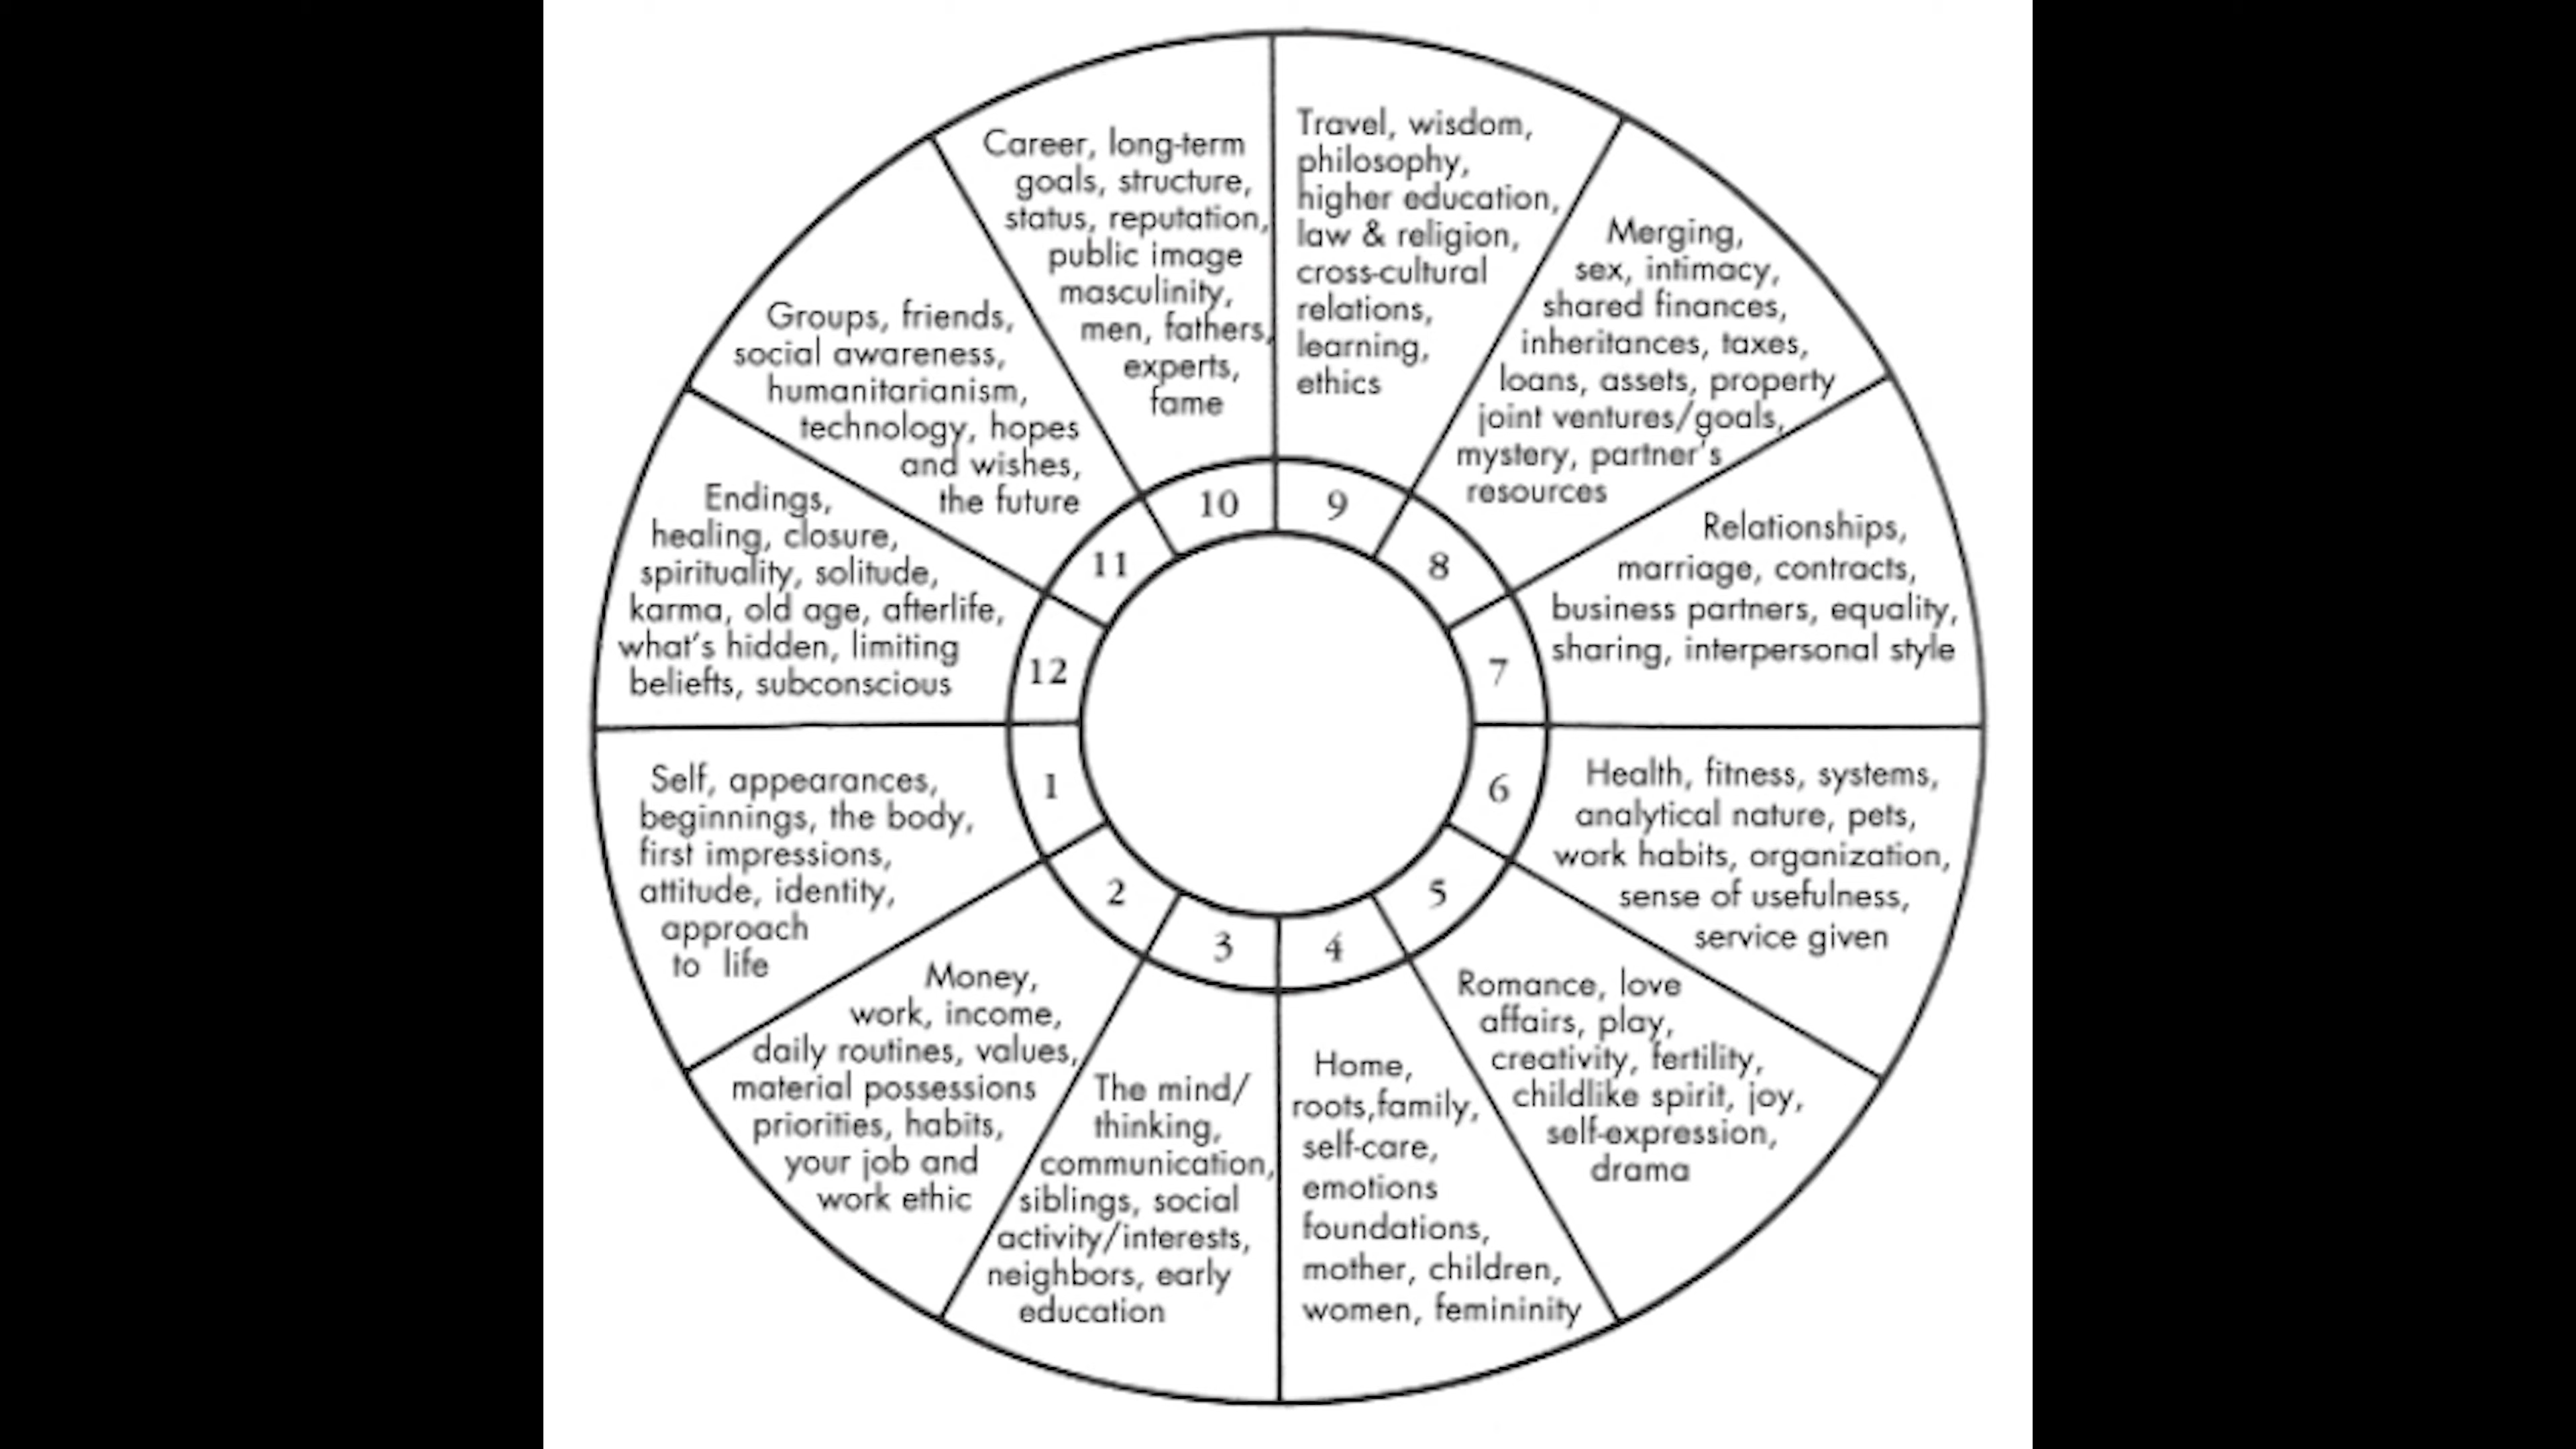 Career, long-term
goals, structure,
status, reputation,
public image
masculinity,
men, fathers,
experts,
fame
10
Travel, wisdom,
philosophy,
higher education,
law & religion,
cross-cultural
relations,
learning,
ethics
9
Merging,
sex, intimacy,
shared finances,
inheritances, taxes,
loans, assets, property
joint ventures/goals,
mystery, partner's
resources
8
Relationships,
marriage, contracts,
business partners, equality,
sharing, interpersonal style
7
Health, fitness, systems,
analytical nature, pets,
work habits, organization,
sense of usefulness,
service given
6
Romance, love
affairs, play,
creativity, fertility,
childlike spirit, joy,
self-expression,
drama
5
Home,
roots,family,
self-care,
emotions
foundations,
mother, children,
women, femininity
4
The mind/
thinking,
communication,
siblings, social
activity/interests,
neighbors, early
education
3
Money,
work, income,
daily routines, values,
material possessions
priorities, habits,
your job and
work ethic
2
Self, appearances,
beginnings, the body,
first impressions,
attitude, identity,
approach
to life
1
Endings,
healing, closure,
spirituality, solitude,
karma, old age, afterlife,
what's hidden, limiting
beliefts, subconscious
12
Groups, friends,
social awareness,
humanitarianism,
technology, hopes
and wishes,
the future
11